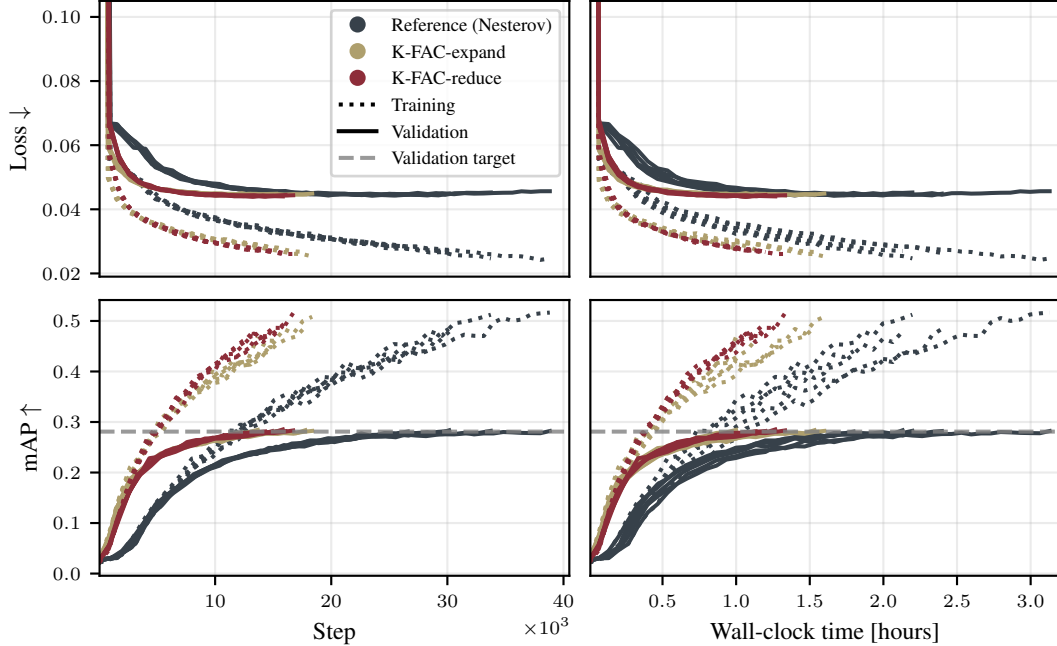 0.10
0.08
0.06
0.04
0.02
Loss ↓
Reference (Nesterov)
K-FAC-expand
K-FAC-reduce
Training
Validation
Validation target
0.5
0.4
0.3
0.2
0.1
0.0
mAP ↑
10
20
30
40
×10³
Step
0.5
1.0
1.5
2.0
2.5
3.0
Wall-clock time [hours]